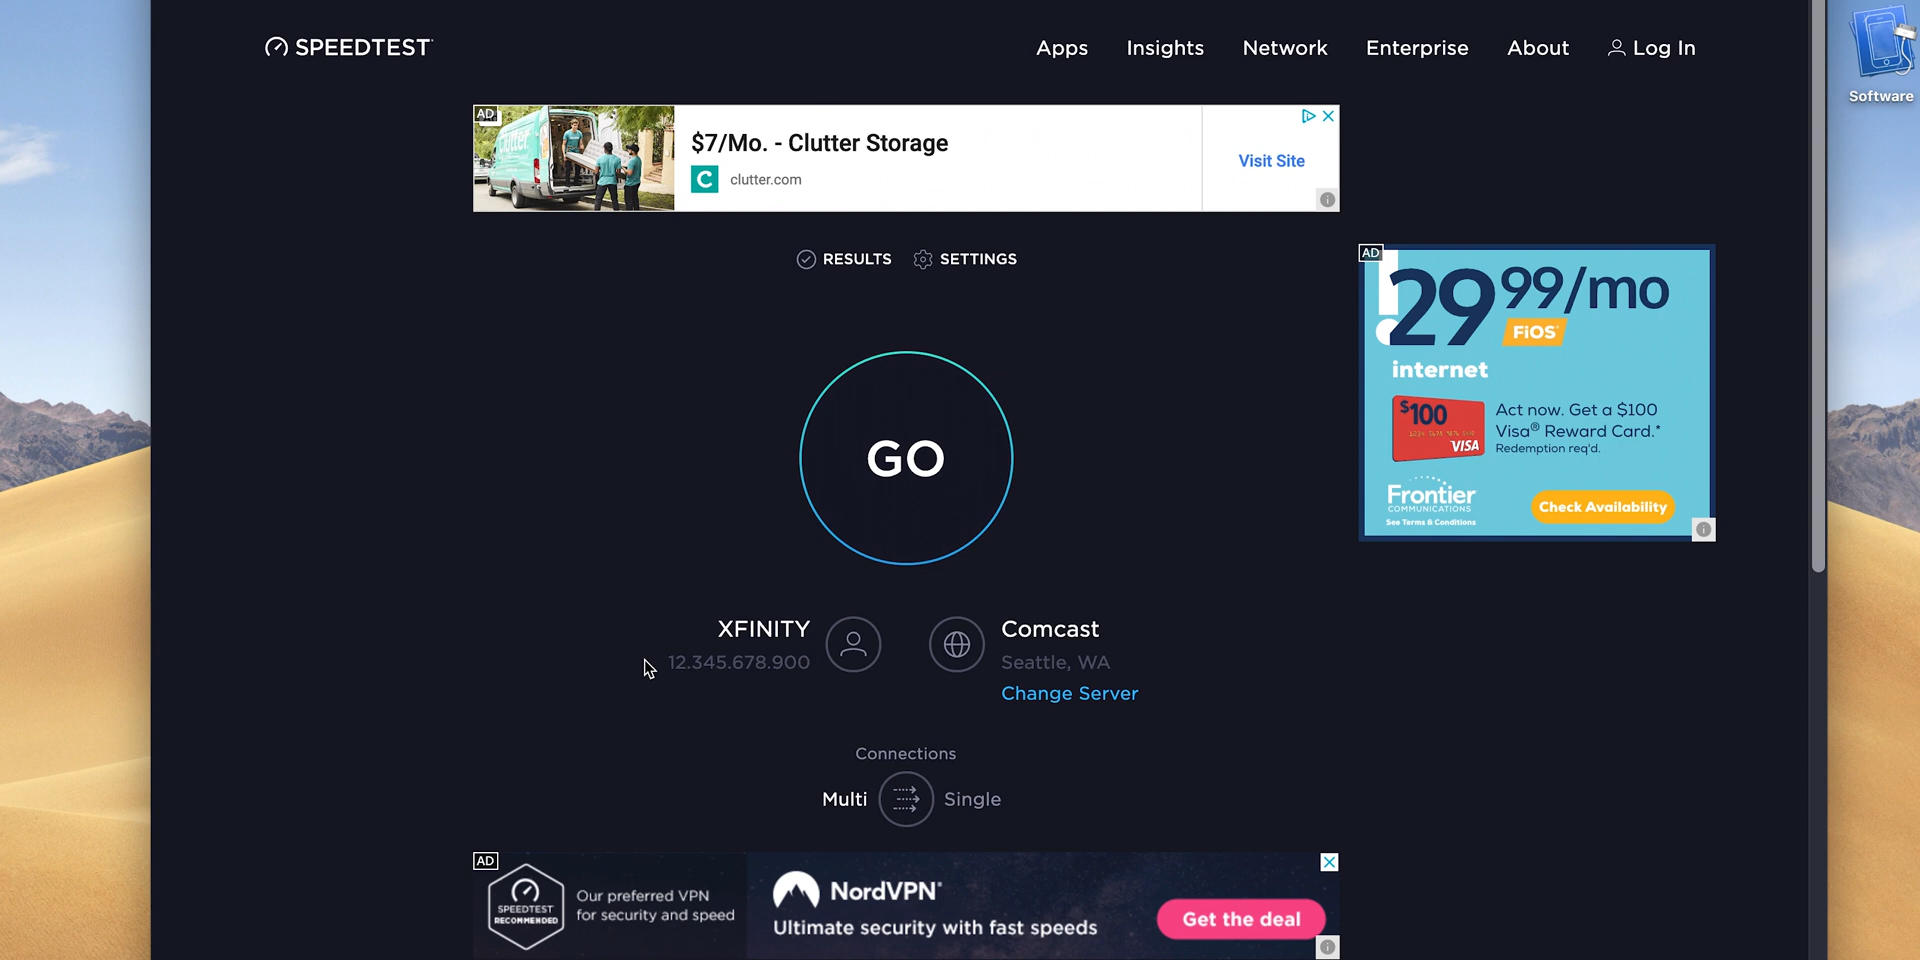 SPEEDTEST
Apps
Insights
Network
Enterprise
About
Log In
Software
AD
clutter
$7/Mo. - Clutter Storage
C clutter.com
Visit Site
RESULTS
SETTINGS
AD
29 99/mo
FiOS
internet
$100
VISA
Act now. Get a $100
Visa® Reward Card.*
Redemption req'd.
Frontier
COMMUNICATIONS
See Terms & Conditions
Check Availability
GO
XFINITY
12.345.678.900
Comcast
Seattle, WA
Change Server
Connections
Multi
Single
AD
SPEEDTEST
RECOMMENDED
Our preferred VPN
for security and speed
NordVPN®
Ultimate security with fast speeds
Get the deal